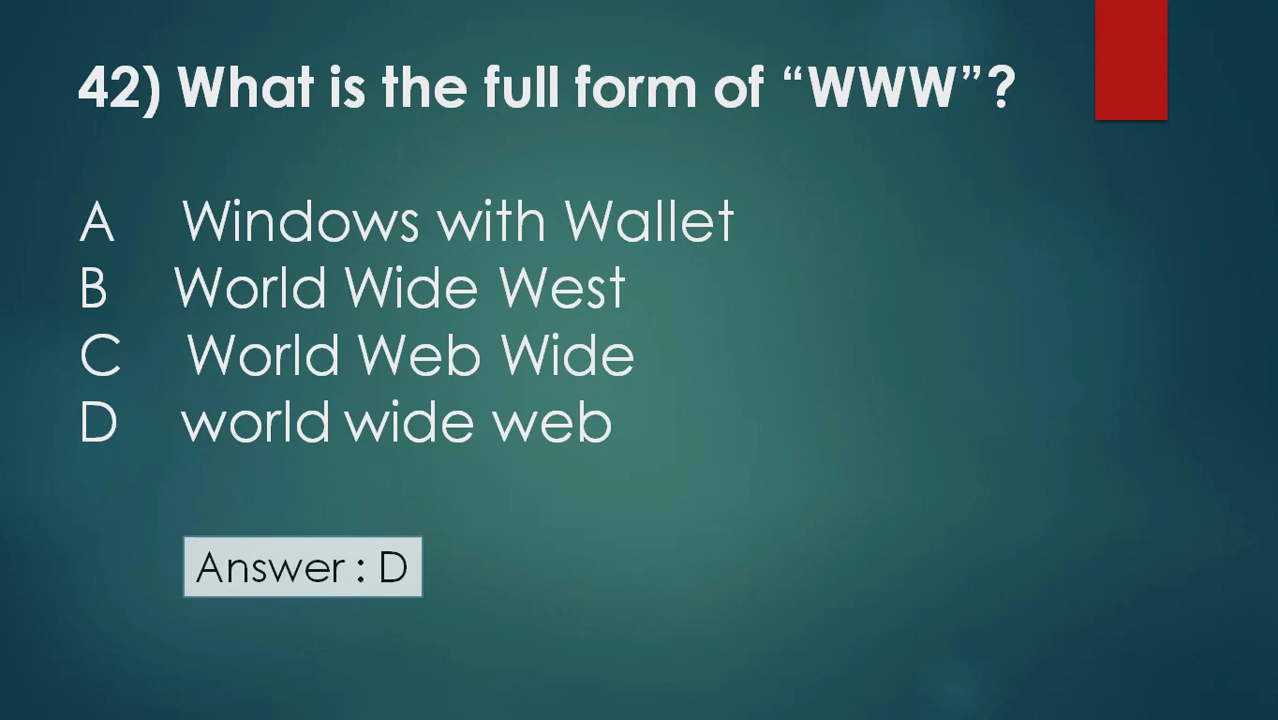 42) What is the full form of “WWW”?
A Windows with Wallet
B World Wide West
C World Web Wide
D world wide web
Answer : D